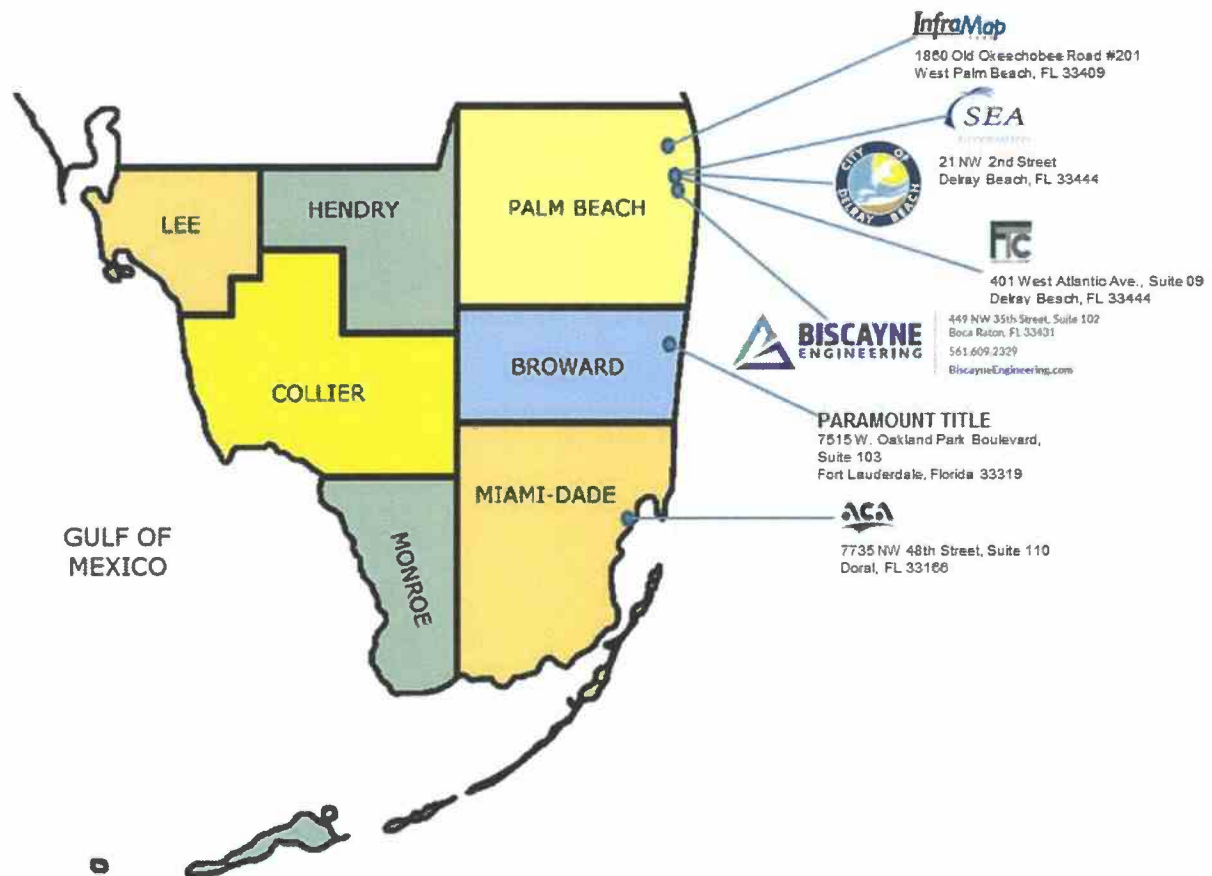 InfraMap
1860 Old Okeechobee Road #201
West Palm Beach, FL 33409
SEA
21 NW 2nd Street
Delray Beach, FL 33444
CITY OF
DELRAY BEACH
FTC
401 West Atlantic Ave., Suite 09
Delray Beach, FL 33444
BISCAYNE
ENGINEERING
449 NW 35th Street, Suite 102
Boca Raton, FL 33431
561.609.2329
BiscayneEngineering.com
PARAMOUNT TITLE
7515 W. Oakland Park Boulevard,
Suite 103
Fort Lauderdale, Florida 33319
ACA
7735 NW 48th Street, Suite 110
Doral, FL 33166
LEE
HENDRY
PALM BEACH
COLLIER
BROWARD
MIAMI-DADE
MONROE
GULF OF
MEXICO